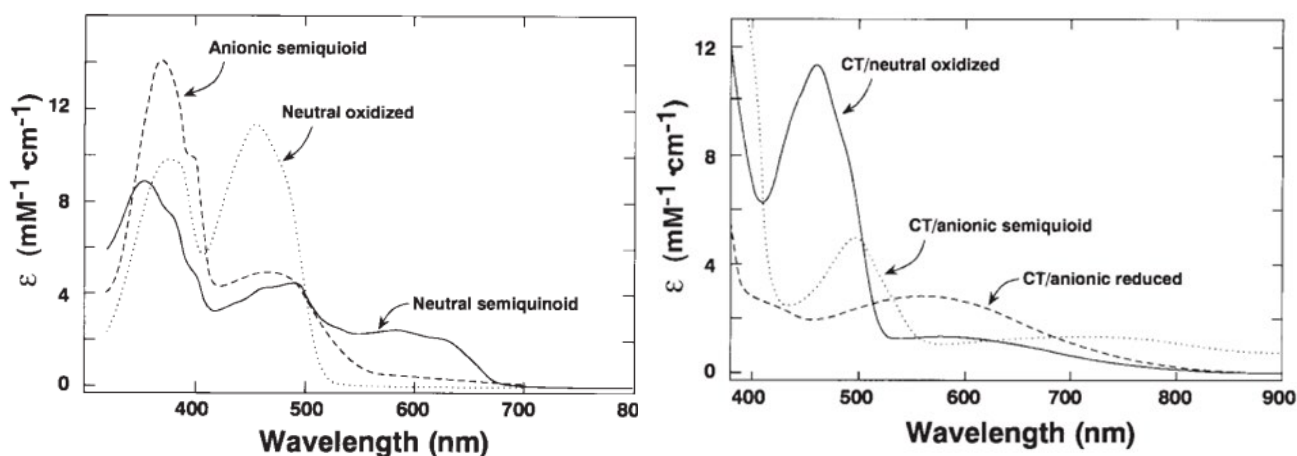 Anionic semiquioid
Neutral oxidized
Neutral semiquinoid
ε (mM⁻¹ •cm⁻¹)
12
8
4
0
400
500
600
700
80
Wavelength (nm)
CT/neutral oxidized
CT/anionic semiquioid
CT/anionic reduced
ε (mM⁻¹ •cm⁻¹)
12
8
4
0
400
500
600
700
800
900
Wavelength (nm)